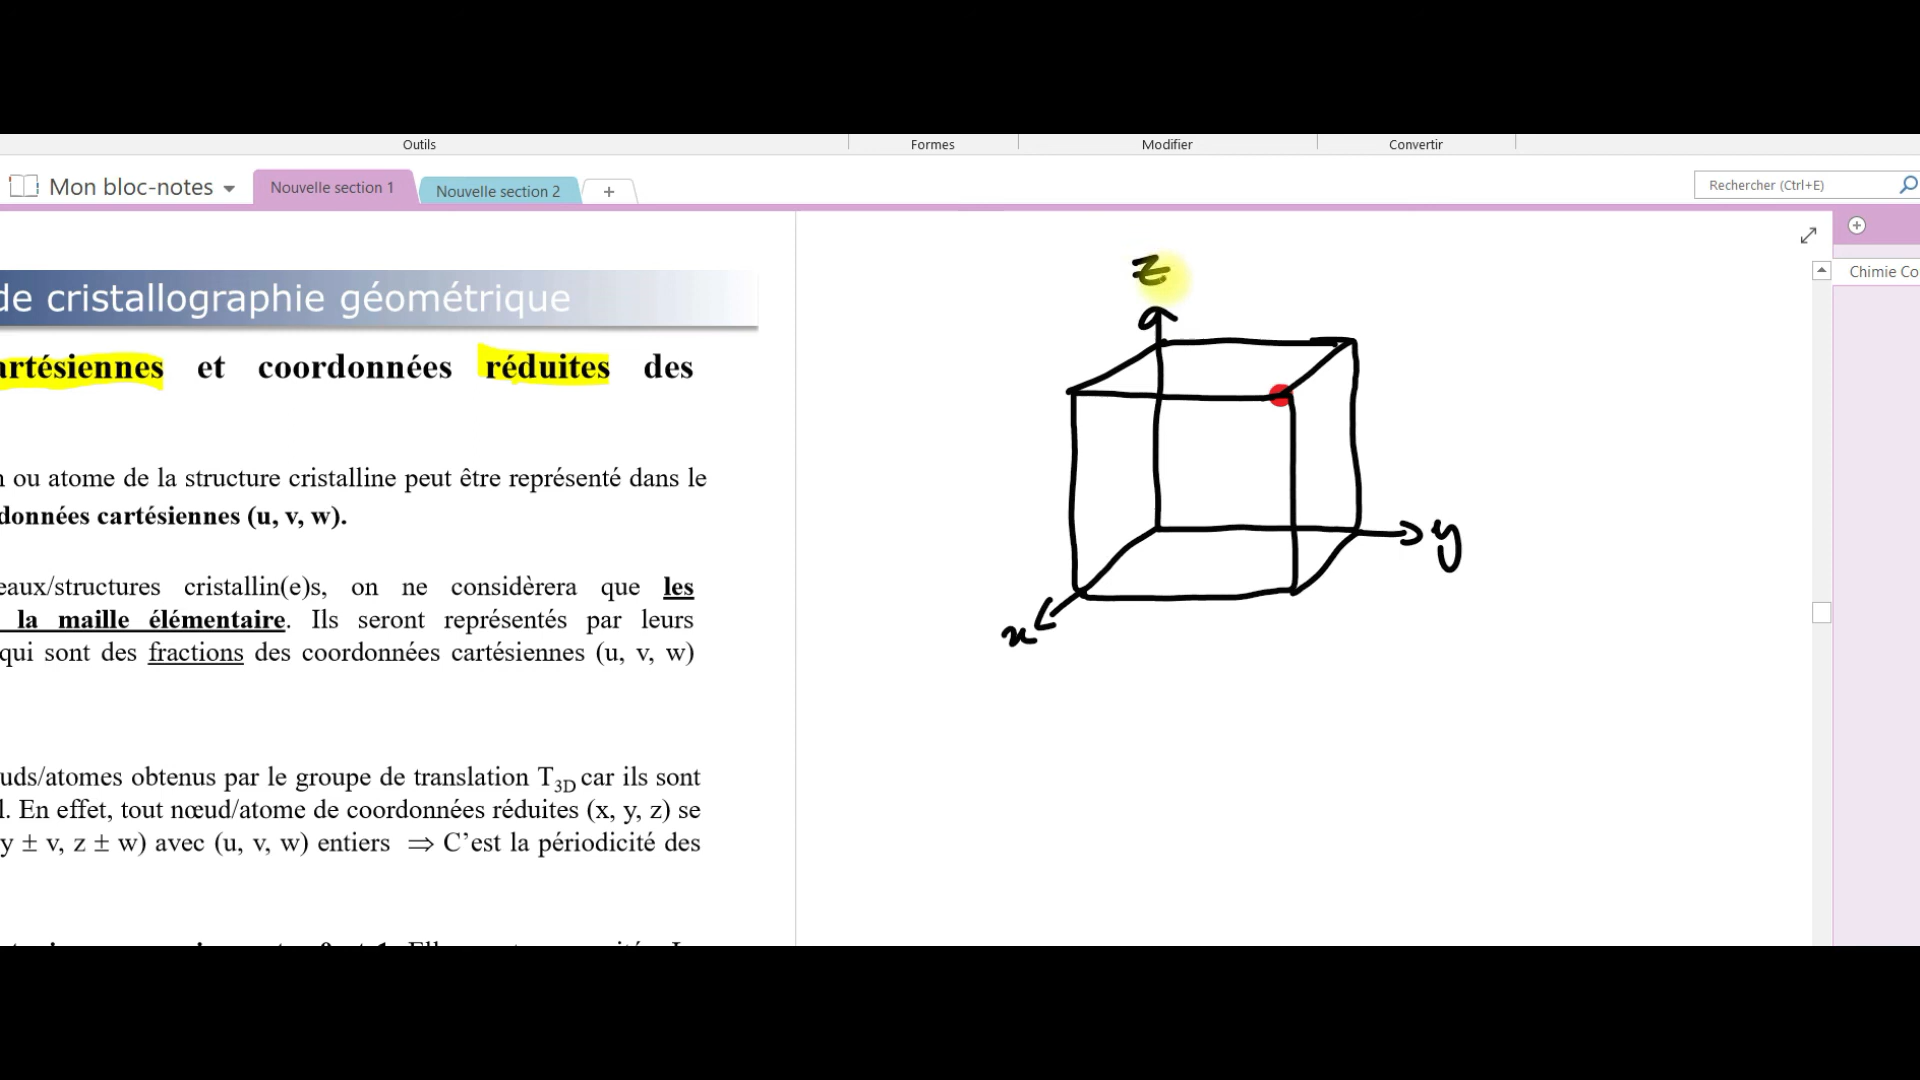 Outils Formes Modifier Convertir
Mon bloc-notes Nouvelle section 1 Nouvelle section 2 + Rechercher (Ctrl+E)
de cristallographie géométrique
artésiennes et coordonnées réduites des
n ou atome de la structure cristalline peut être représenté dans le
données cartésiennes (u, v, w).
eaux/structures cristallin(e)s, on ne considèrera que les
la maille élémentaire. Ils seront représentés par leurs
qui sont des fractions des coordonnées cartésiennes (u, v, w)
uds/atomes obtenus par le groupe de translation T3D car ils sont
l. En effet, tout nœud/atome de coordonnées réduites (x, y, z) se
y ± v, z ± w) avec (u, v, w) entiers ⇒ C’est la périodicité des
z
y
x
Chimie Co